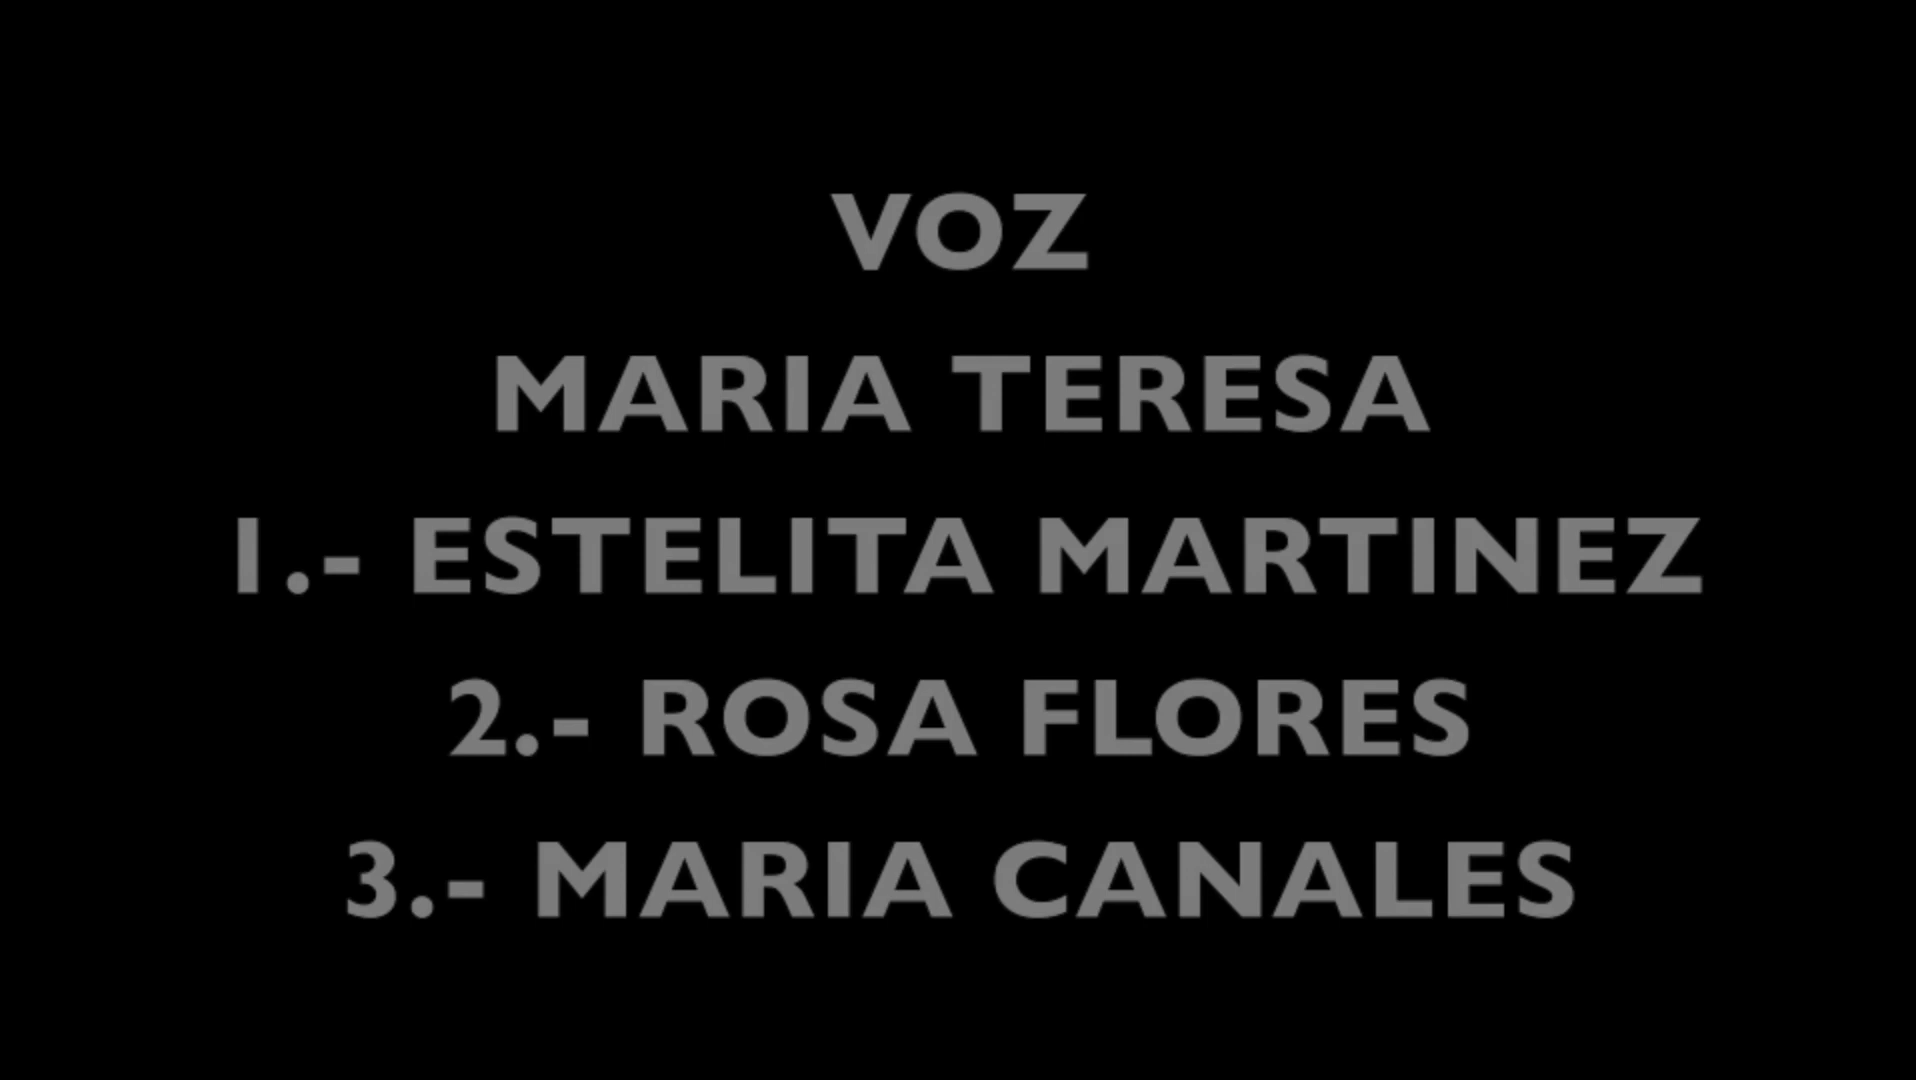 VOZ
MARIA TERESA
1.- ESTELITA MARTINEZ
2.- ROSA FLORES
3.- MARIA CANALES